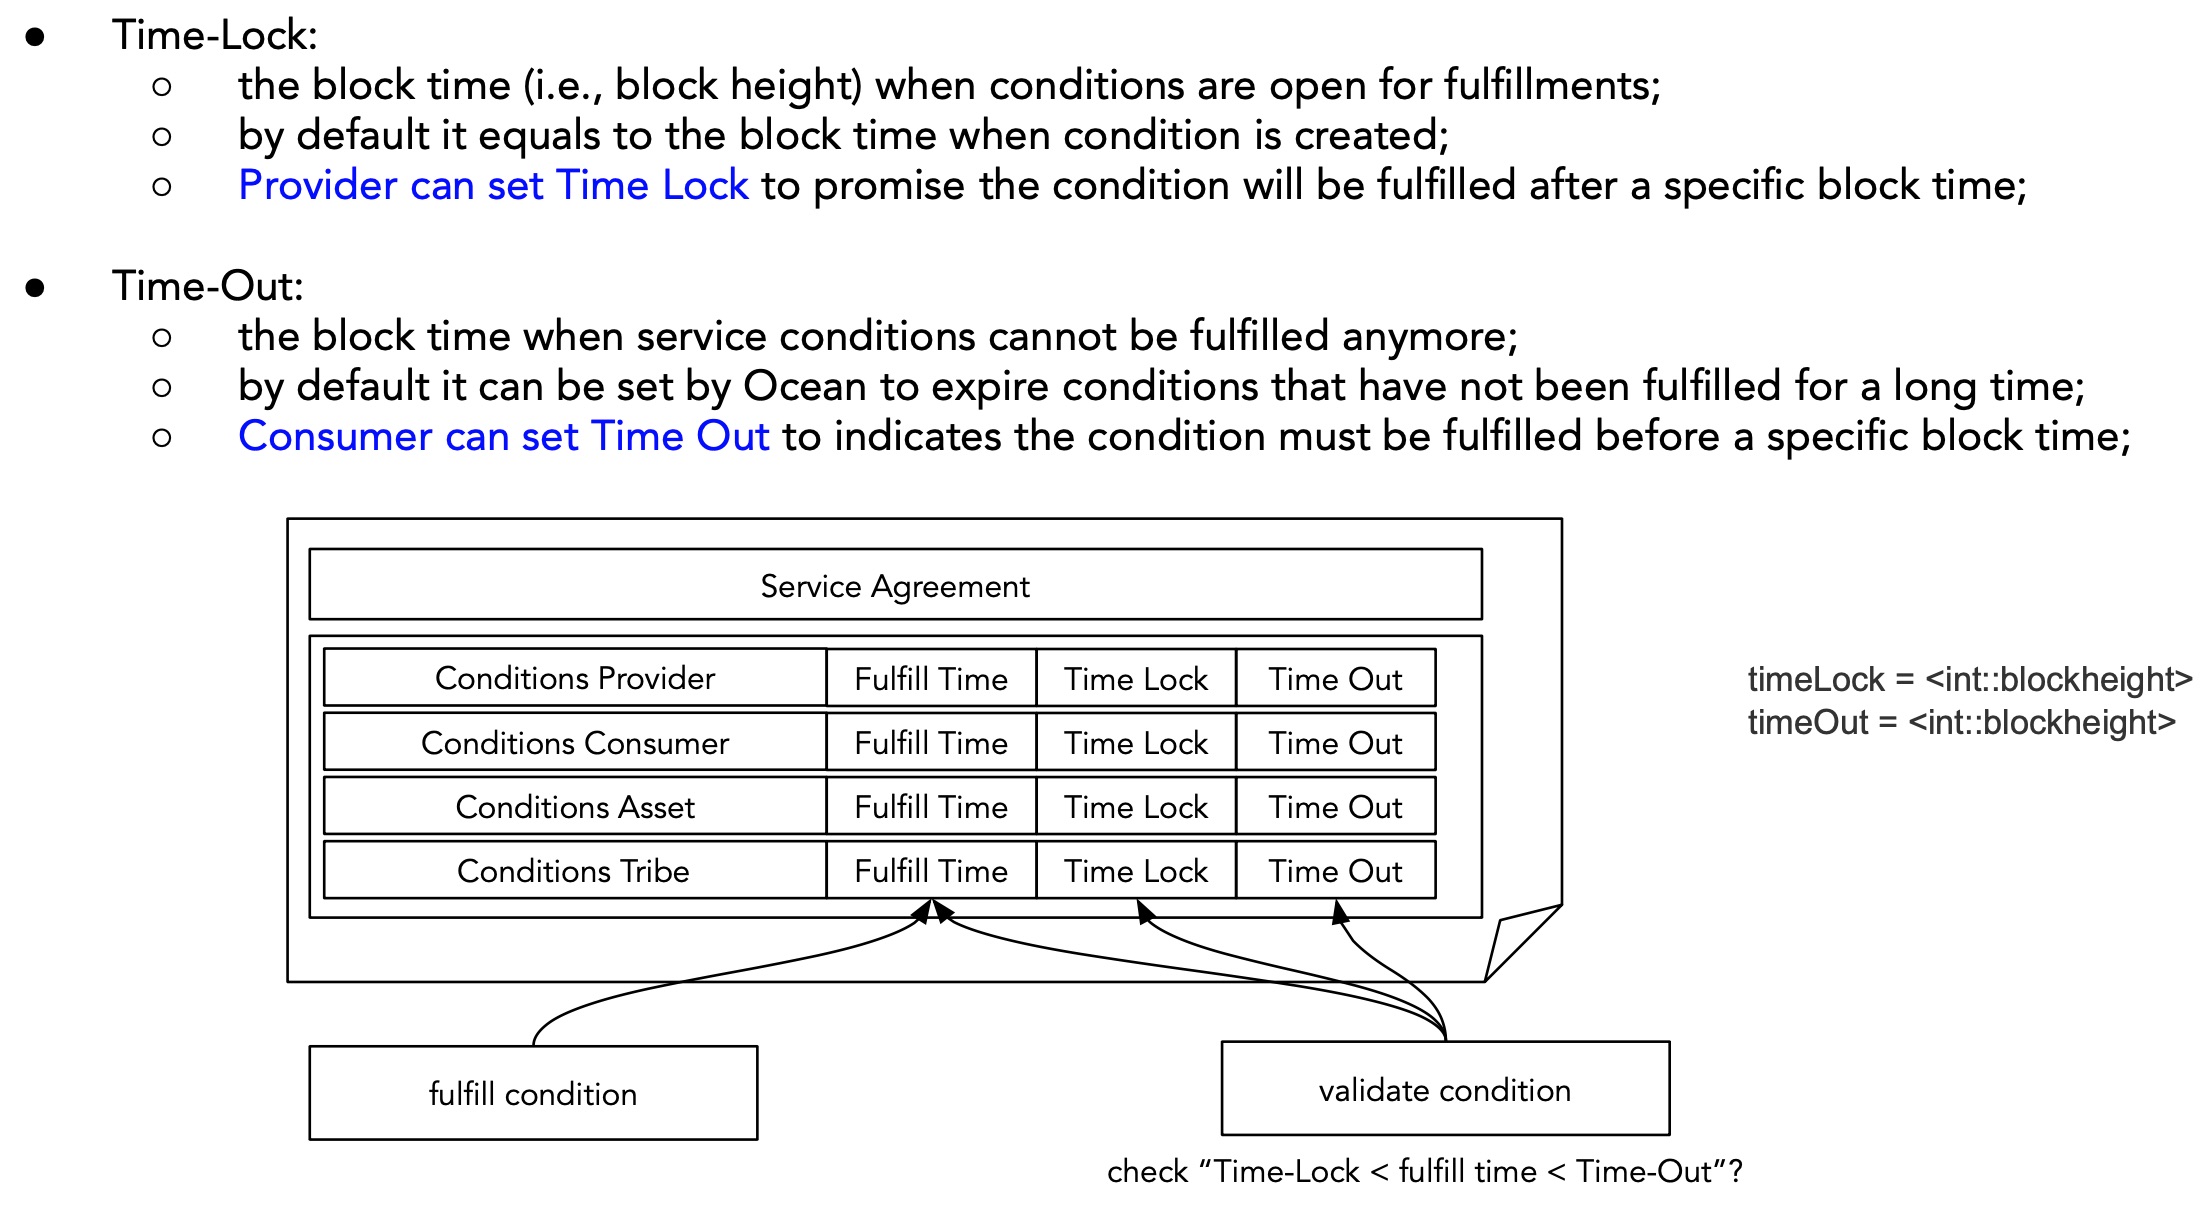 ● Time-Lock:
○ the block time (i.e., block height) when conditions are open for fulfillments;
○ by default it equals to the block time when condition is created;
○ Provider can set Time Lock to promise the condition will be fulfilled after a specific block time;
● Time-Out:
○ the block time when service conditions cannot be fulfilled anymore;
○ by default it can be set by Ocean to expire conditions that have not been fulfilled for a long time;
○ Consumer can set Time Out to indicates the condition must be fulfilled before a specific block time;
Service Agreement
Conditions Provider Fulfill Time Time Lock Time Out
Conditions Consumer Fulfill Time Time Lock Time Out
Conditions Asset Fulfill Time Time Lock Time Out
Conditions Tribe Fulfill Time Time Lock Time Out
timeLock = <int::blockheight>
timeOut = <int::blockheight>
fulfill condition
validate condition
check “Time-Lock < fulfill time < Time-Out”?